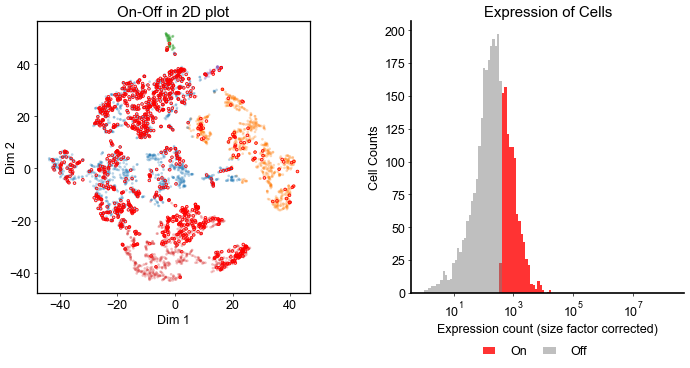 On-Off in 2D plot
Dim 2
40
20
0
−20
−40
−40 −20 0 20 40
Dim 1
Expression of Cells
Cell Counts
200
175
150
125
100
75
50
25
0
10^1 10^3 10^5 10^7
Expression count (size factor corrected)
On Off